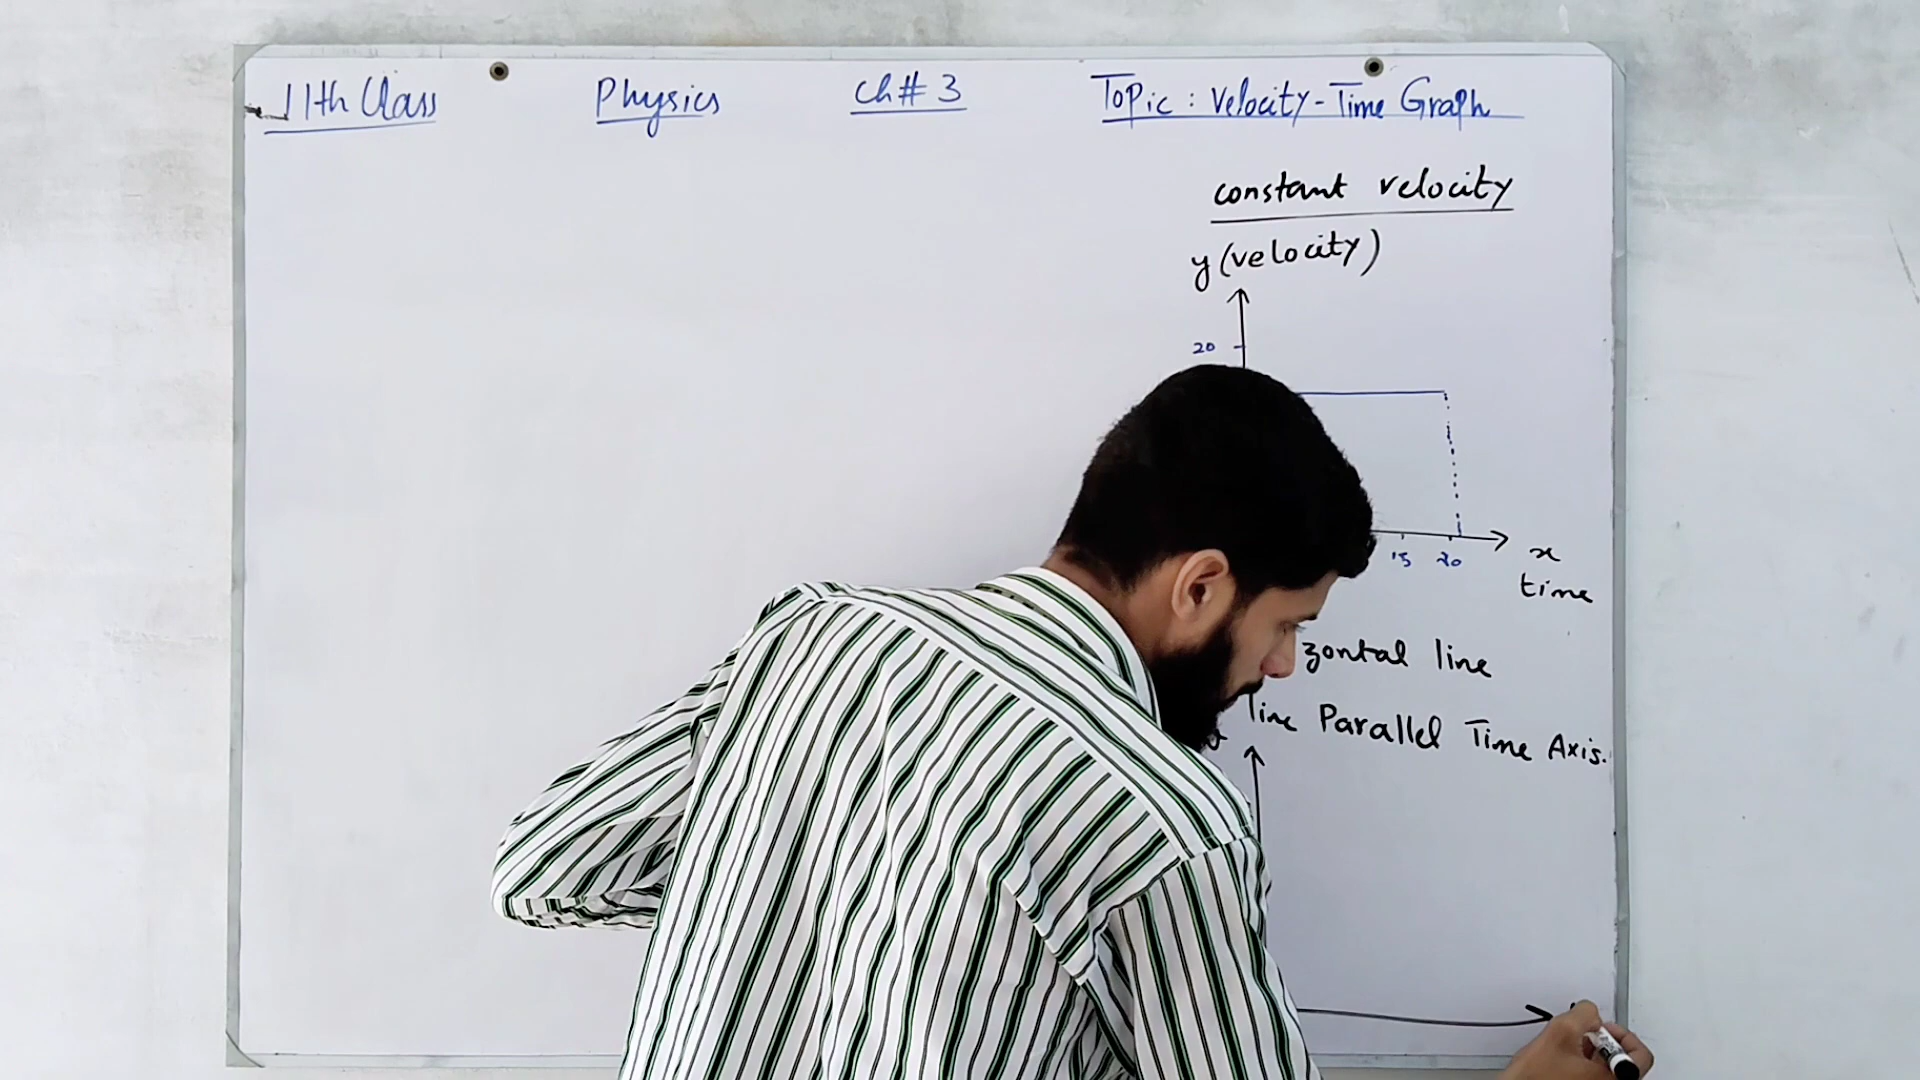 11th Class Physics Ch# 3 Topic: Velocity-Time Graph
constant velocity
y (velocity)
20
15 20 x
time
zontal line
line Parallel Time Axis.